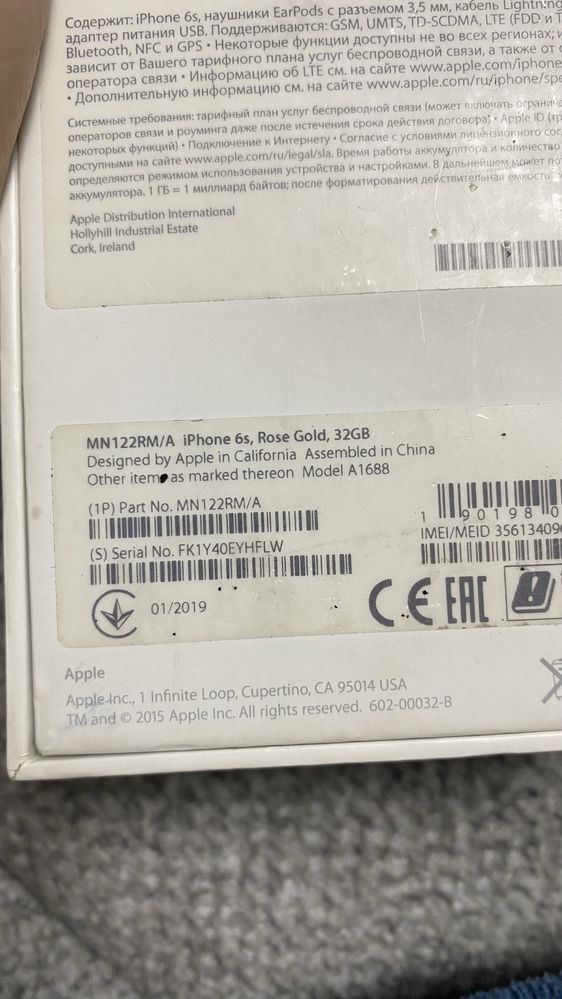 Содержит: iPhone 6s, наушники EarPods с разъемом 3,5 мм, кабель Lightning
адаптер питания USB. Поддерживаются: GSM, UMTS, TD-SCDMA, LTE (FDD и
Bluetooth, NFC и GPS • Некоторые функции доступны не во всех регионах;
зависит от Вашего тарифного плана услуг беспроводной связи, а также от
оператора связи • Информацию об LTE см. на сайте www.apple.com/iphone
• Дополнительную информацию см. на сайте www.apple.com/ru/iphone/spe
Системные требования: тарифный план услуг беспроводной связи (может включать огранич
операторов связи и роуминга даже после истечения срока действия договора) • Apple ID (тр
некоторых функций) • Подключение к Интернету • Согласие с условиями лицензионного сог
доступными на сайте www.apple.com/ru/legal/sla. Время работы аккумулятора и количество
определяются режимом использования устройства и настройками. В дальнейшем может по
аккумулятора. 1 ГБ = 1 миллиард байтов; после форматирования действительная емкость
Apple Distribution International
Hollyhill Industrial Estate
Cork, Ireland
MN122RM/A iPhone 6s, Rose Gold, 32GB
Designed by Apple in California Assembled in China
Other items as marked thereon Model A1688
(1P) Part No. MN122RM/A
1 90198 0
IMEI/MEID 35613409
(S) Serial No. FK1Y40EYHFLW
01/2019
CE EAC
Apple
Apple Inc., 1 Infinite Loop, Cupertino, CA 95014 USA
TM and © 2015 Apple Inc. All rights reserved. 602-00032-B